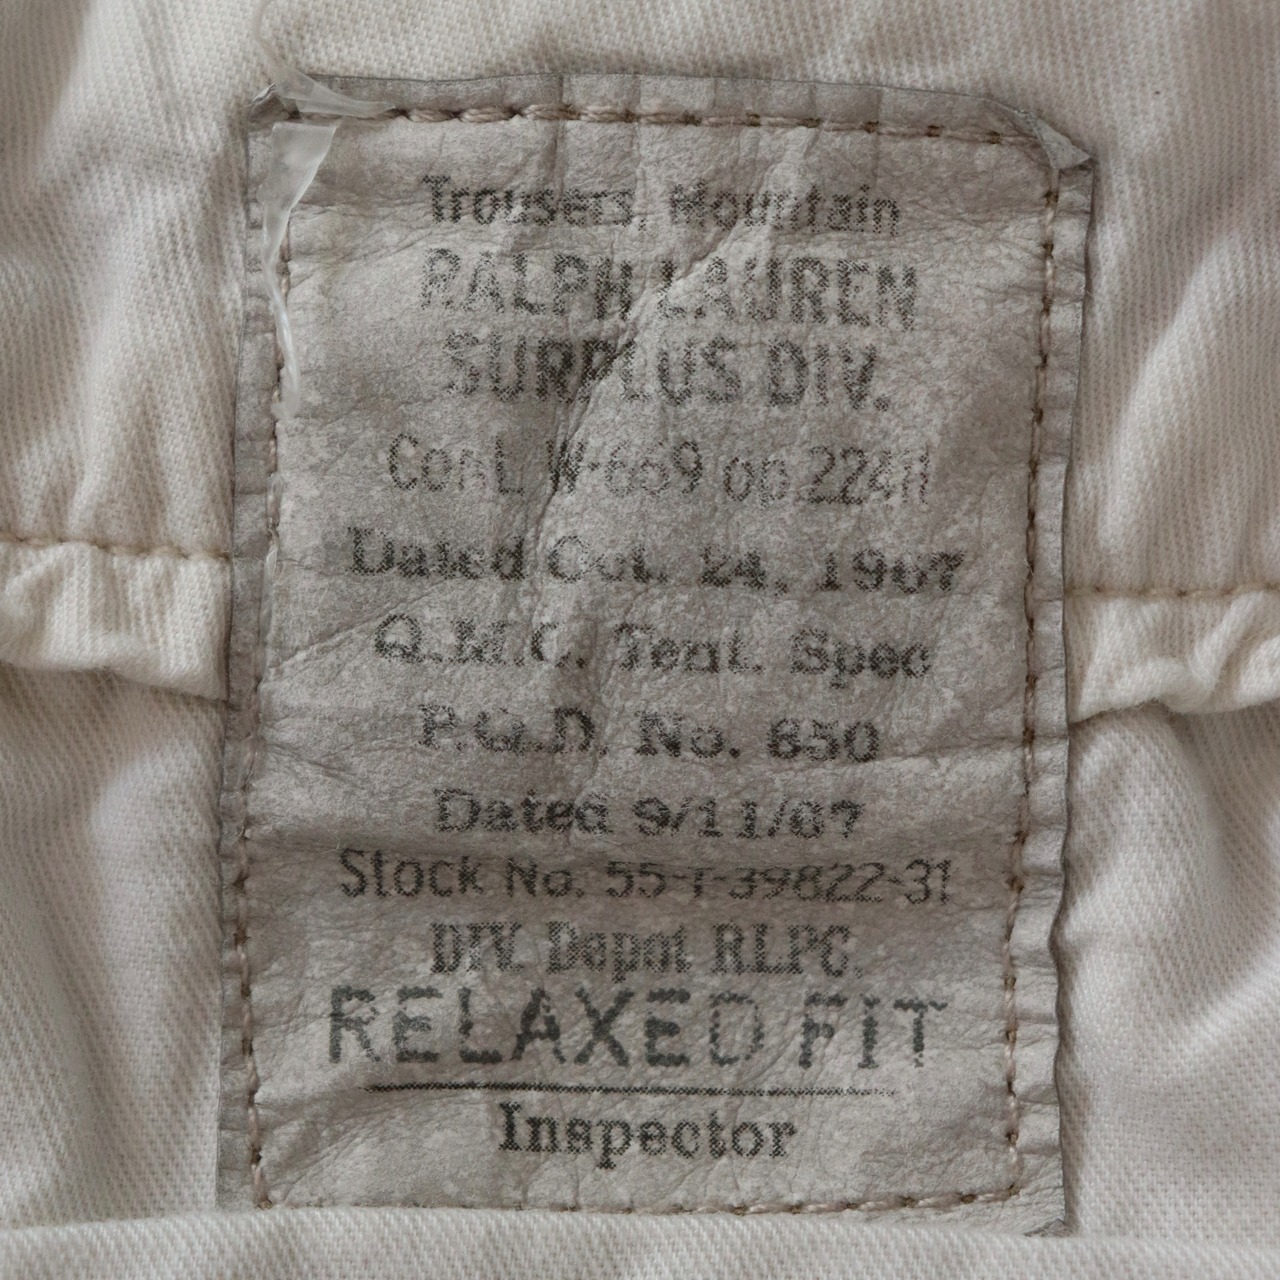 Trousers, Mountain
RALPH LAUREN
SURPLUS DIV.
Cont. W-669 op 224n
Dated Oct. 24, 1967
Q.M.C. Tent. Spec
P.Q.D. No. 650
Dated 9/11/67
Stock No. 55-T-39822-31
DIV. Depot RLPC.
RELAXED FIT
Inspector